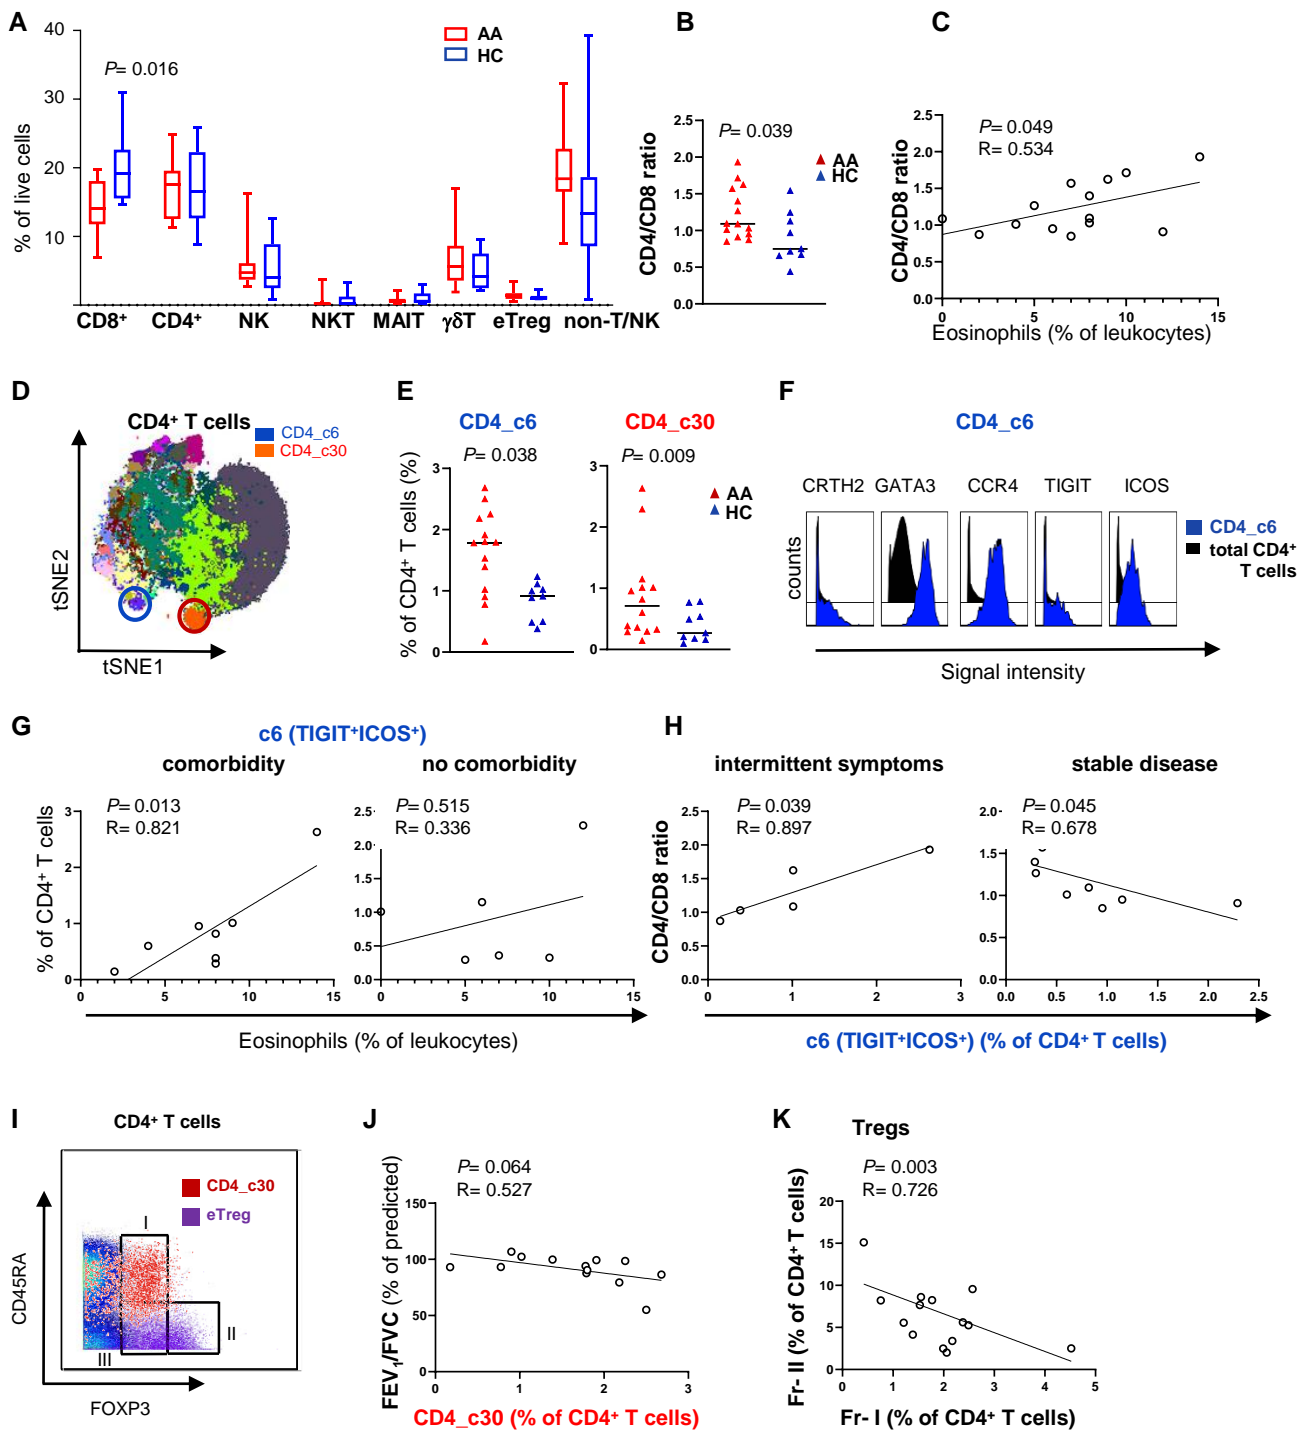 A
40
30
20
10
% of live cells
P= 0.016
AA
HC
CD8+
CD4+
NK
NKT
MAIT
γδT
eTreg
non-T/NK
B
CD4/CD8 ratio
2.5
2.0
1.5
1.0
0.5
0.0
P= 0.039
AA
HC
C
CD4/CD8 ratio
2.5
2.0
1.5
1.0
0.5
0.0
P= 0.049
R= 0.534
0
5
10
15
Eosinophils (% of leukocytes)
D
CD4+ T cells
CD4_c6
CD4_c30
tSNE2
tSNE1
E
CD4_c6
P= 0.038
% of CD4+ T cells (%)
3
2
1
0
CD4_c30
P= 0.009
3
2
1
0
AA
HC
F
CD4_c6
CRTH2
GATA3
CCR4
TIGIT
ICOS
counts
CD4_c6
total CD4+
T cells
Signal intensity
G
c6 (TIGIT+ICOS+)
comorbidity
P= 0.013
R= 0.821
% of CD4+ T cells
3
2
1
0
0
5
10
15
no comorbidity
P= 0.515
R= 0.336
2.5
2.0
1.5
1.0
0.5
0.0
0
5
10
15
Eosinophils (% of leukocytes)
H
intermittent symptoms
P= 0.039
R= 0.897
CD4/CD8 ratio
2.5
2.0
1.5
1.0
0.5
0.0
0
1
2
3
stable disease
P= 0.045
R= 0.678
2.0
1.5
1.0
0.5
0.0
0.0
0.5
1.0
1.5
2.0
2.5
c6 (TIGIT+ICOS+) (% of CD4+ T cells)
I
CD4+ T cells
CD4_c30
eTreg
I
II
III
CD45RA
FOXP3
J
P= 0.064
R= 0.527
FEV1/FVC (% of predicted)
150
100
50
0
0
1
2
3
CD4_c30 (% of CD4+ T cells)
K
Tregs
P= 0.003
R= 0.726
Fr- II (% of CD4+ T cells)
20
15
10
5
0
0
1
2
3
4
5
Fr- I (% of CD4+ T cells)